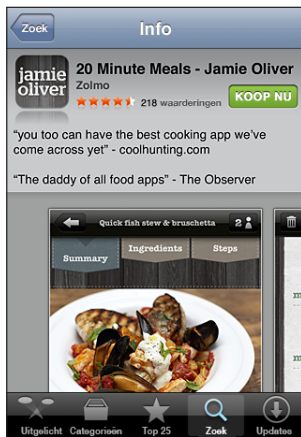 Zoek
Info
jamie
oliver
20 Minute Meals - Jamie Oliver
Zolmo
218 waarderingen
KOOP NU
“you too can have the best cooking app we've
come across yet” - coolhunting.com
“The daddy of all food apps” - The Observer
Quick fish stew & bruschetta
2
Summary
Ingredients
Steps
m
m
Uitgelicht
Categorieën
Top 25
Zoek
Updates